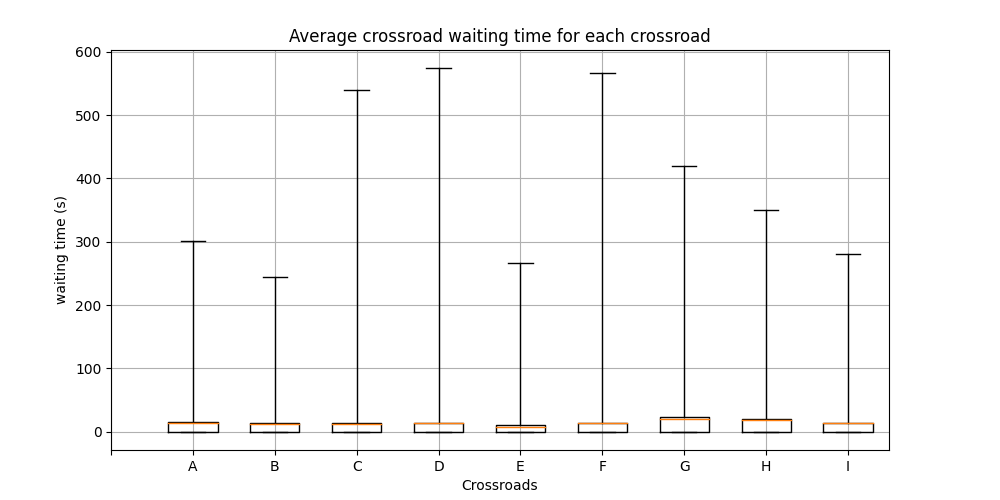 Average crossroad waiting time for each crossroad
600
500
400
300
200
100
0
waiting time (s)
A B C D E F G H I
Crossroads